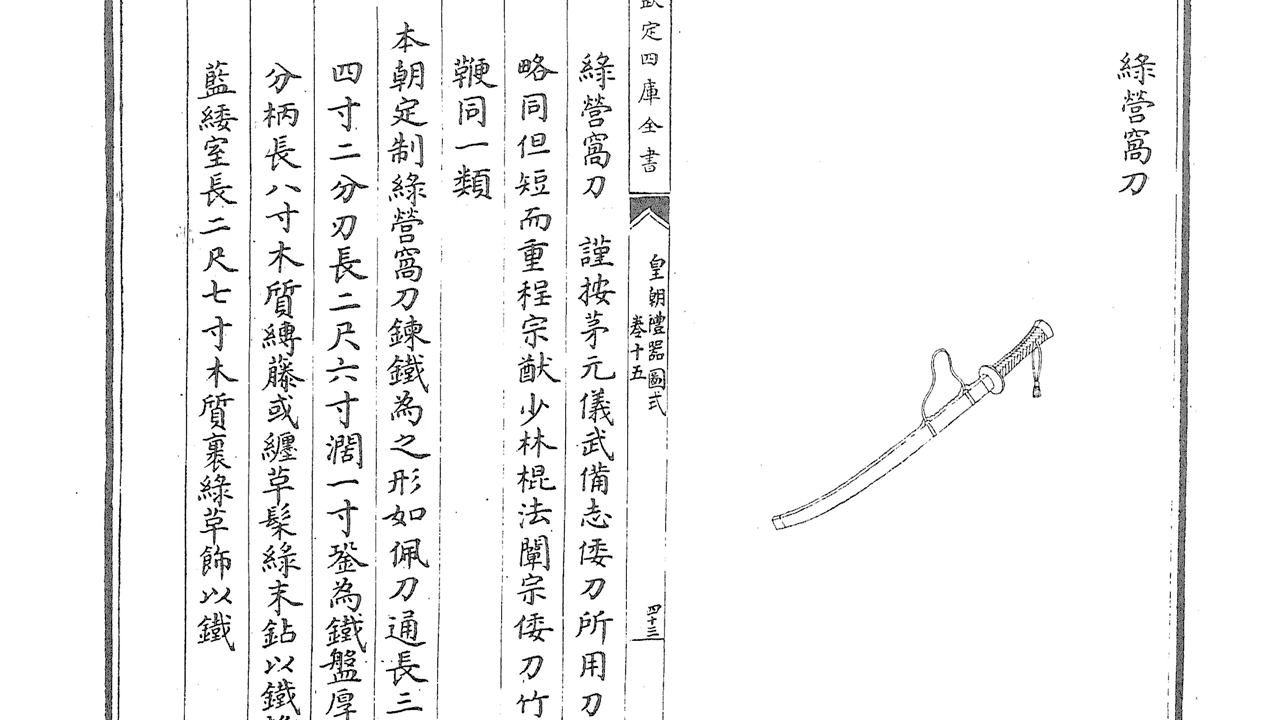 綠營窩刀
欽定四庫全書
皇朝禮器圖式
卷十五
四十三
綠營窩刀 謹按茅元儀武備志倭刀所用刀
略同但短而重程宗猷少林棍法闡宗倭刀竹
鞭同一類
本朝定制綠營窩刀鍊鐵為之形如佩刀通長三
四寸二分刃長二尺六寸濶一寸銎為鐵盤厚
分柄長八寸木質縳藤或纏草髹綠末鉆以鐵
藍緌室長二尺七寸木質裹綠草飾以鐵